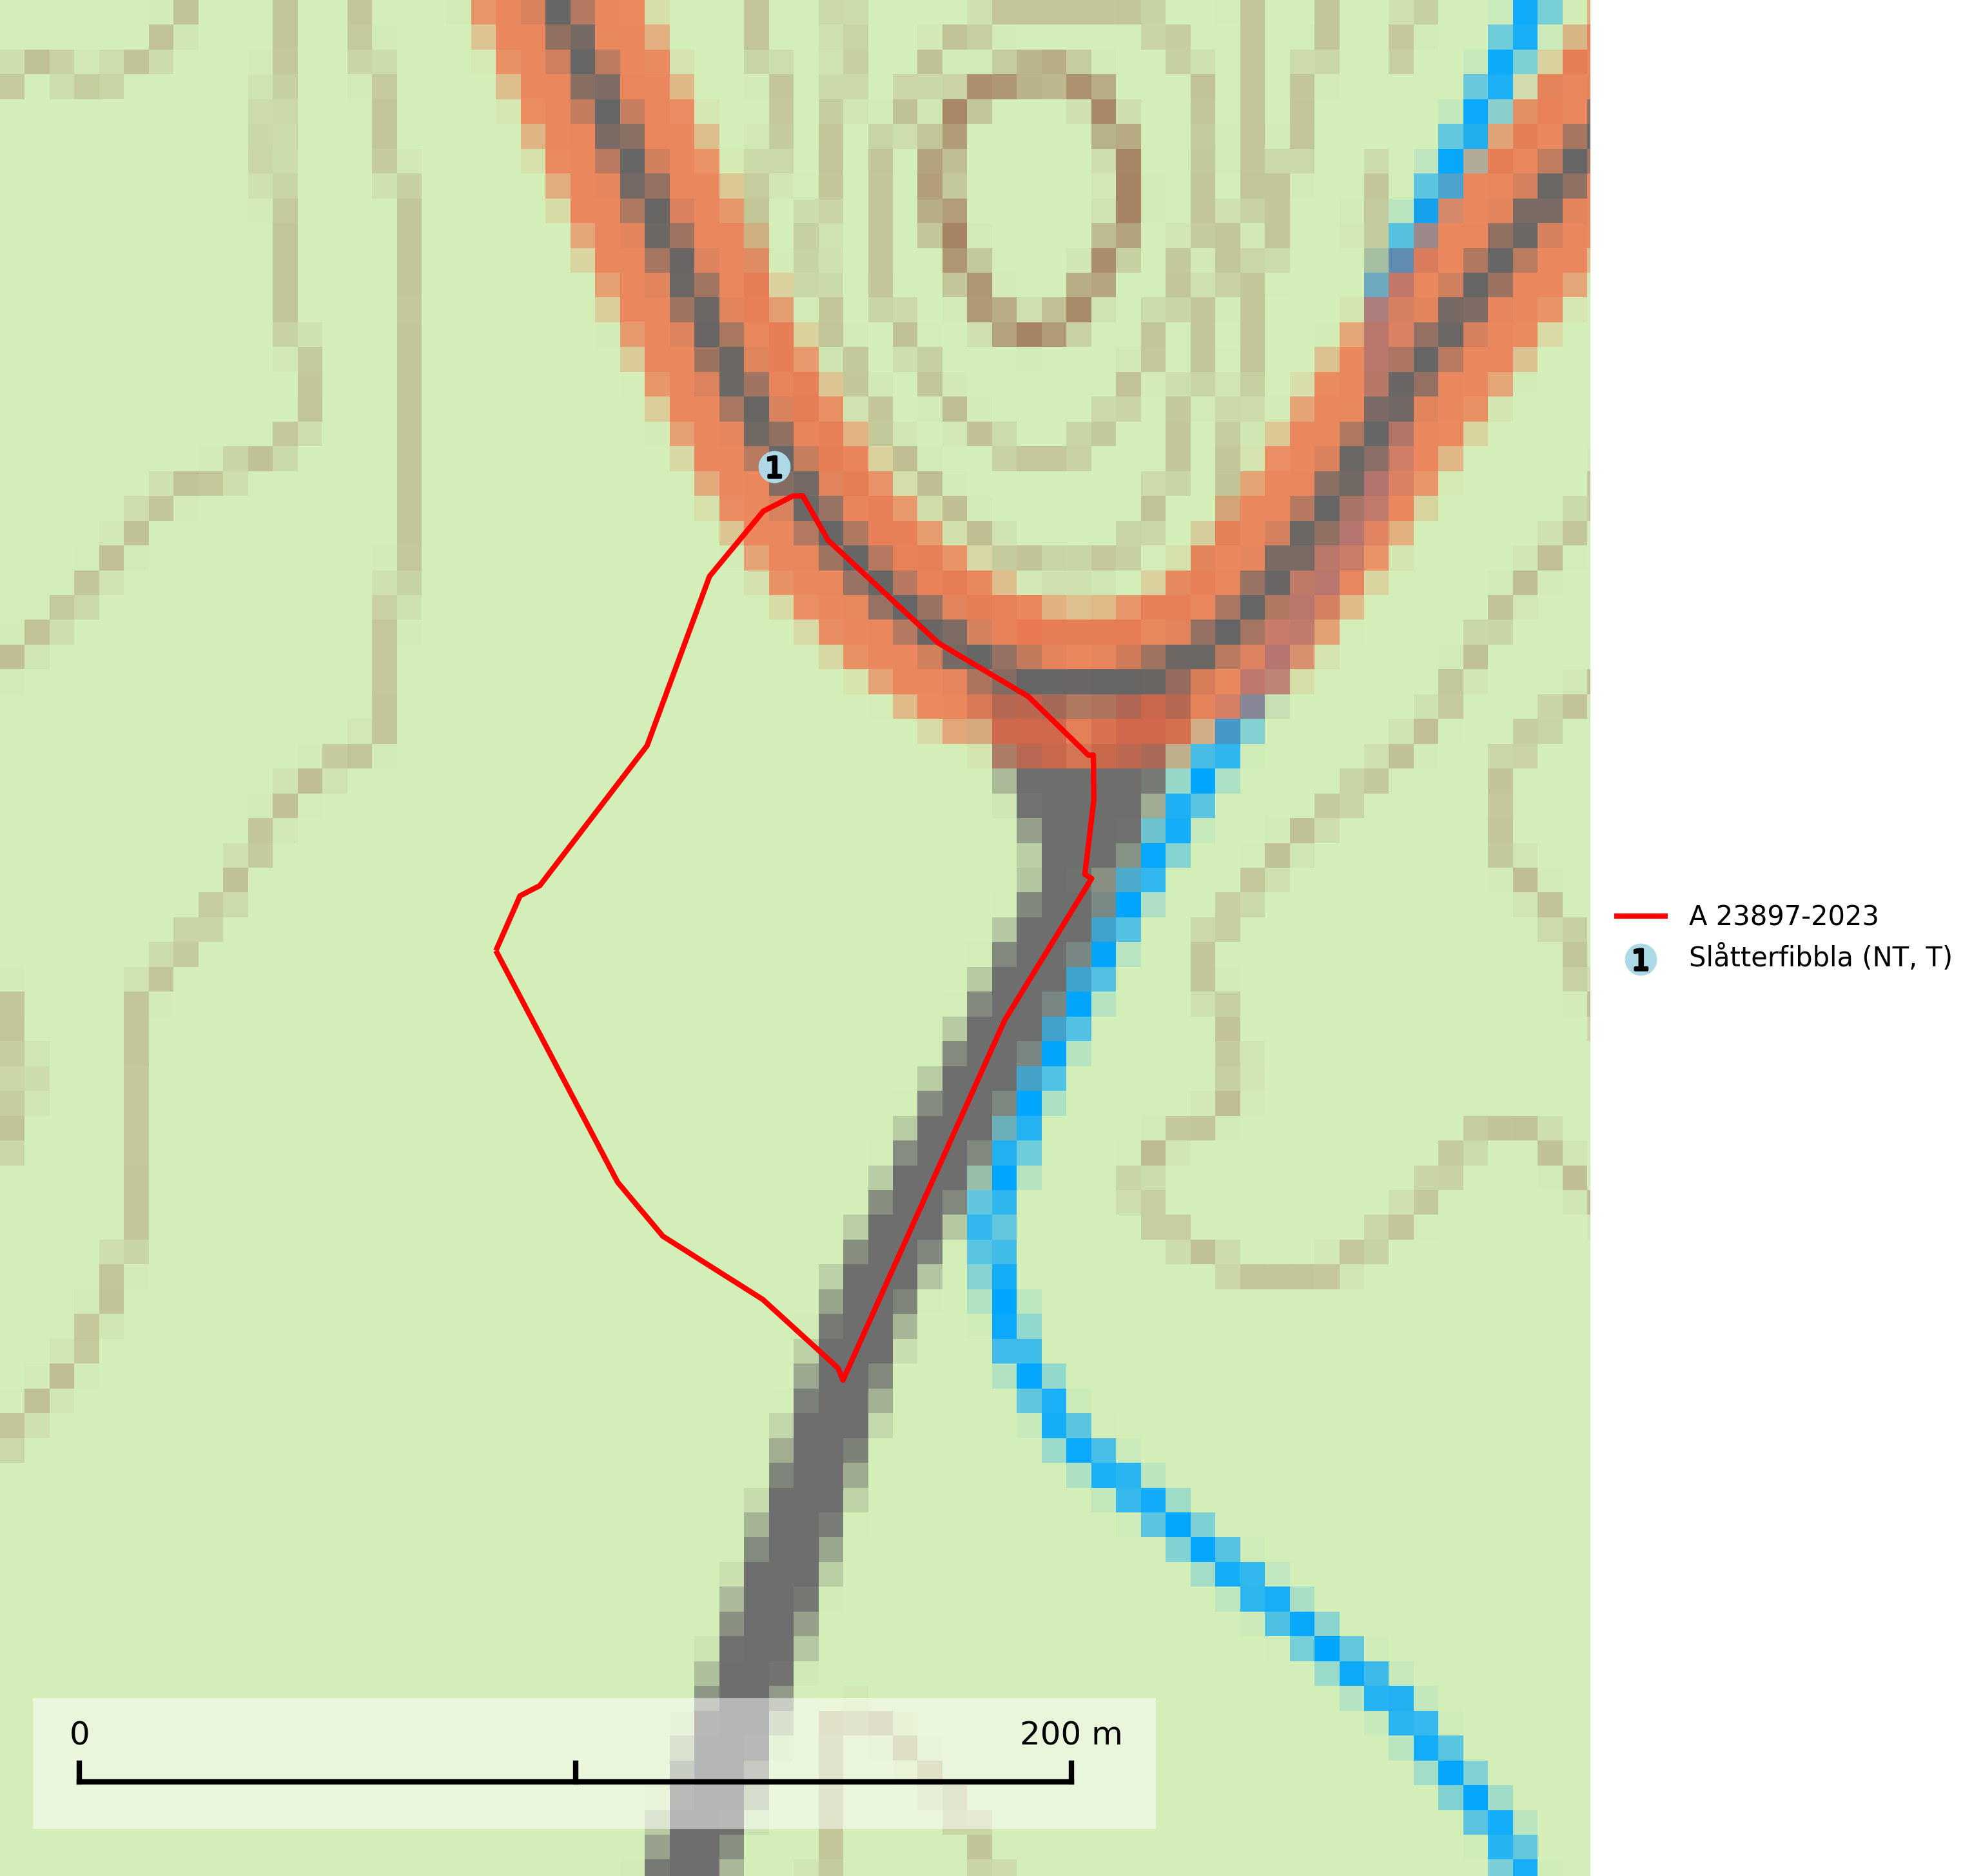 1
A 23897-2023
1 Slåtterfibbla (NT, T)
0 200 m